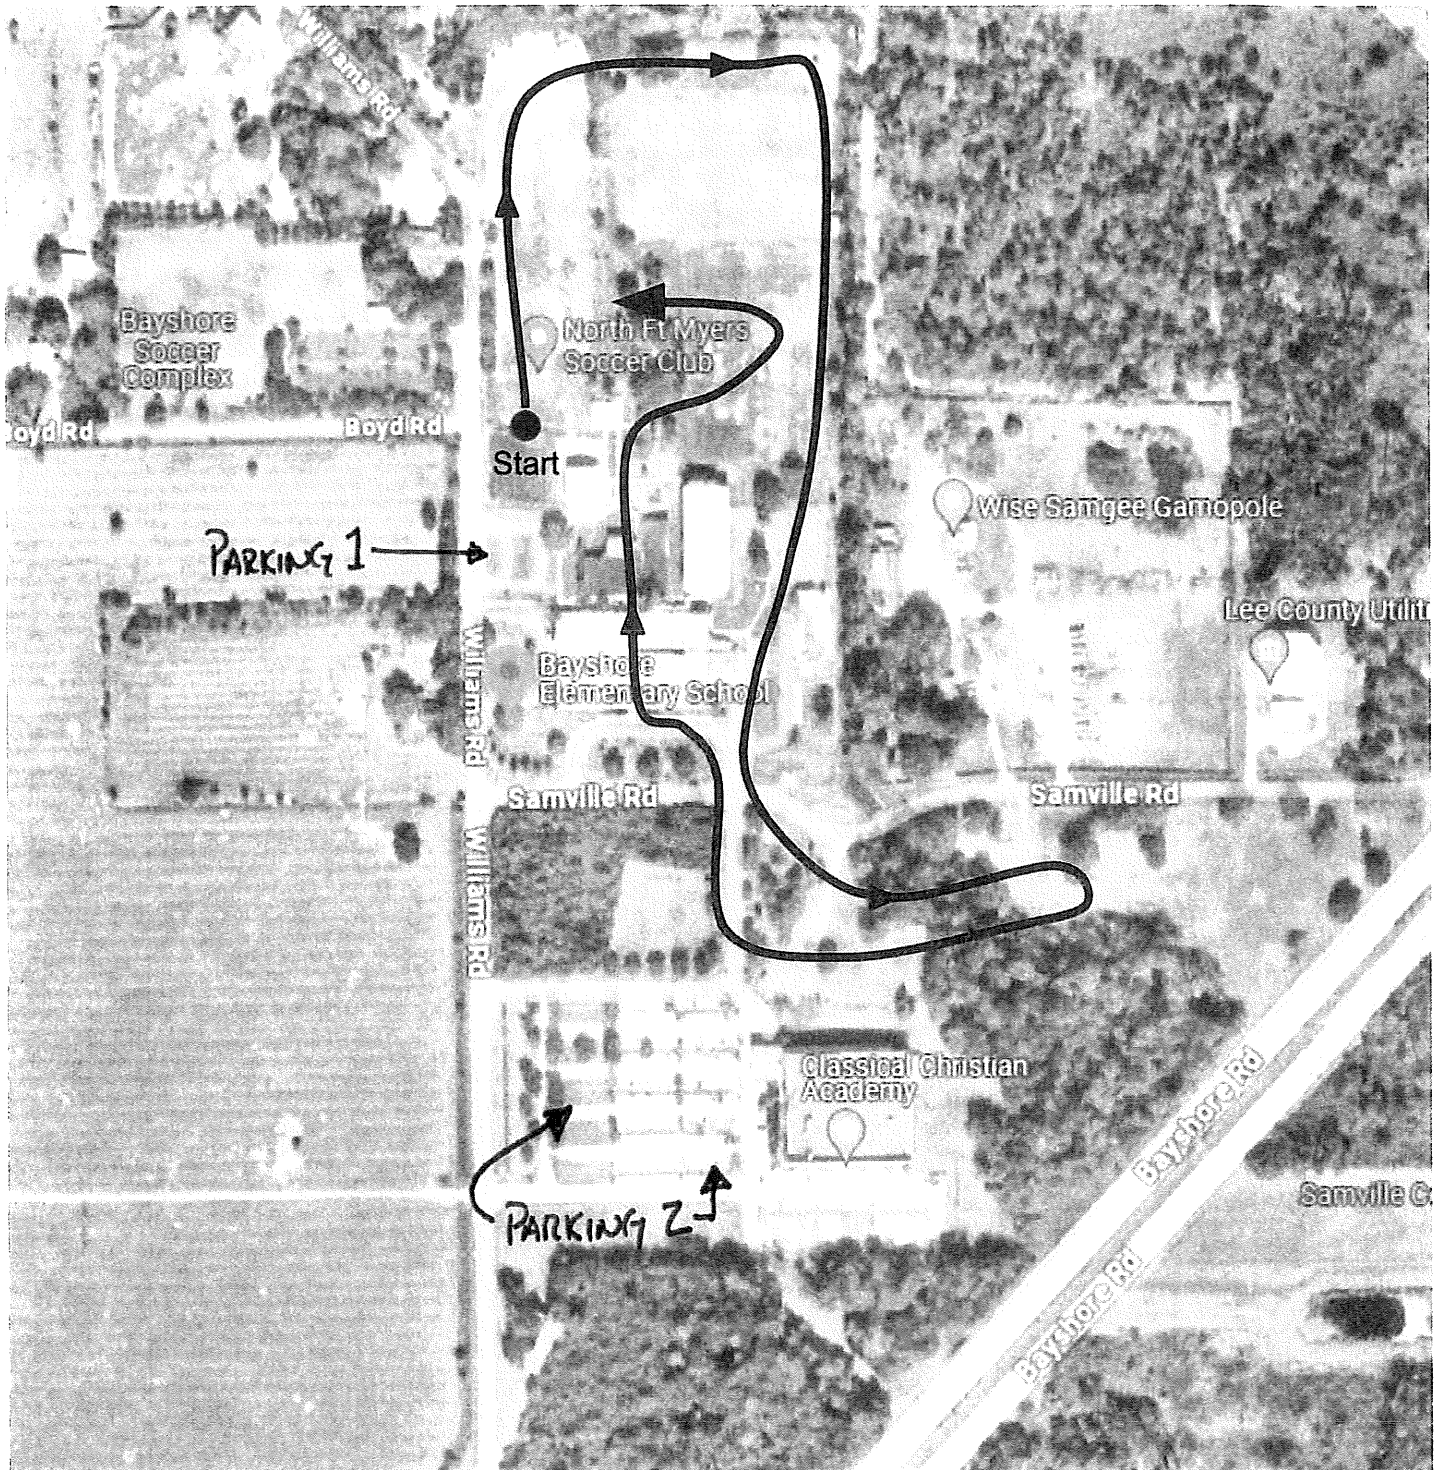 Williams Rd
Bayshore
Soccer
Complex
North Ft Myers
Soccer Club
oyd Rd
Boyd Rd
Start
Wise Samgee Gamopole
PARKING 1
Lee County Utilit
Williams Rd
Bayshore
Elementary School
Samville Rd
Samville Rd
Williams Rd
Classical Christian
Academy
Bayshore Rd
Samville C
PARKING 2
Bayshore Rd